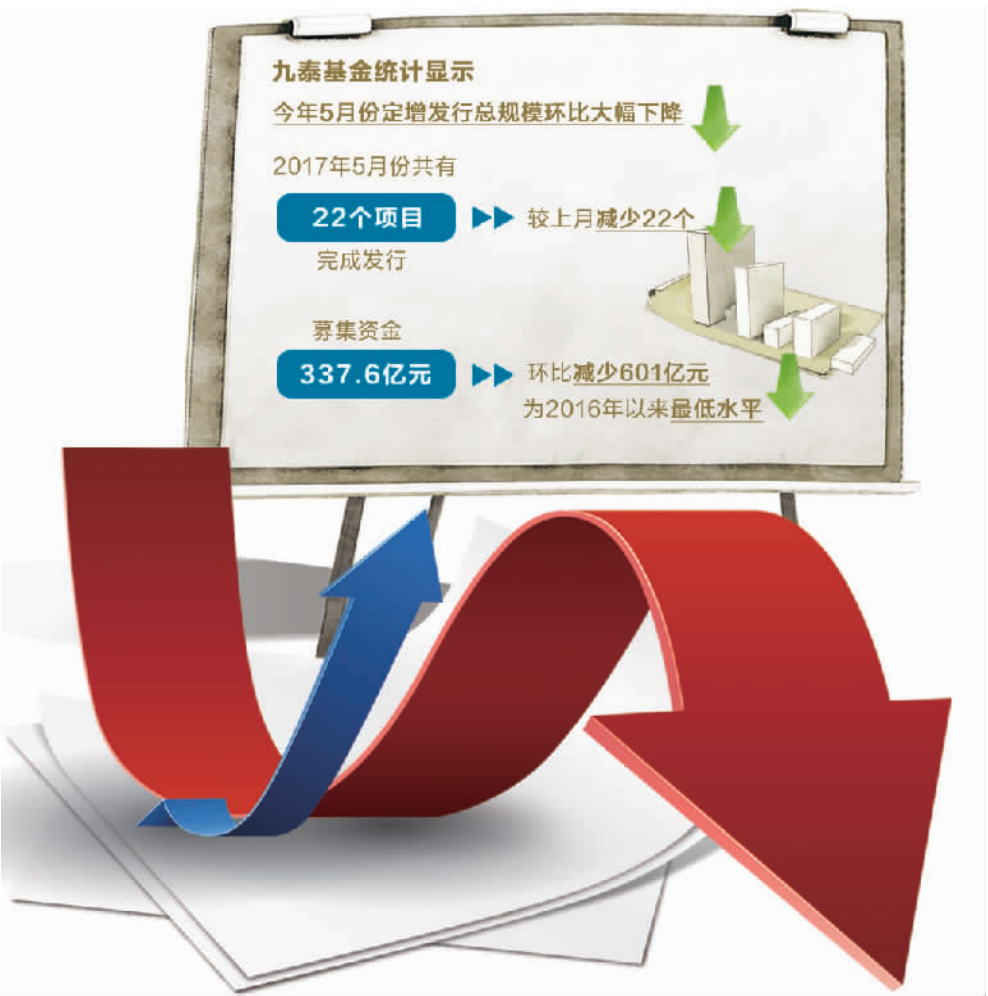 九泰基金统计显示
今年5月份定增发行总规模环比大幅下降
2017年5月份共有
22个项目
较上月减少22个
完成发行
募集资金
337.6亿元
环比减少601亿元
为2016年以来最低水平